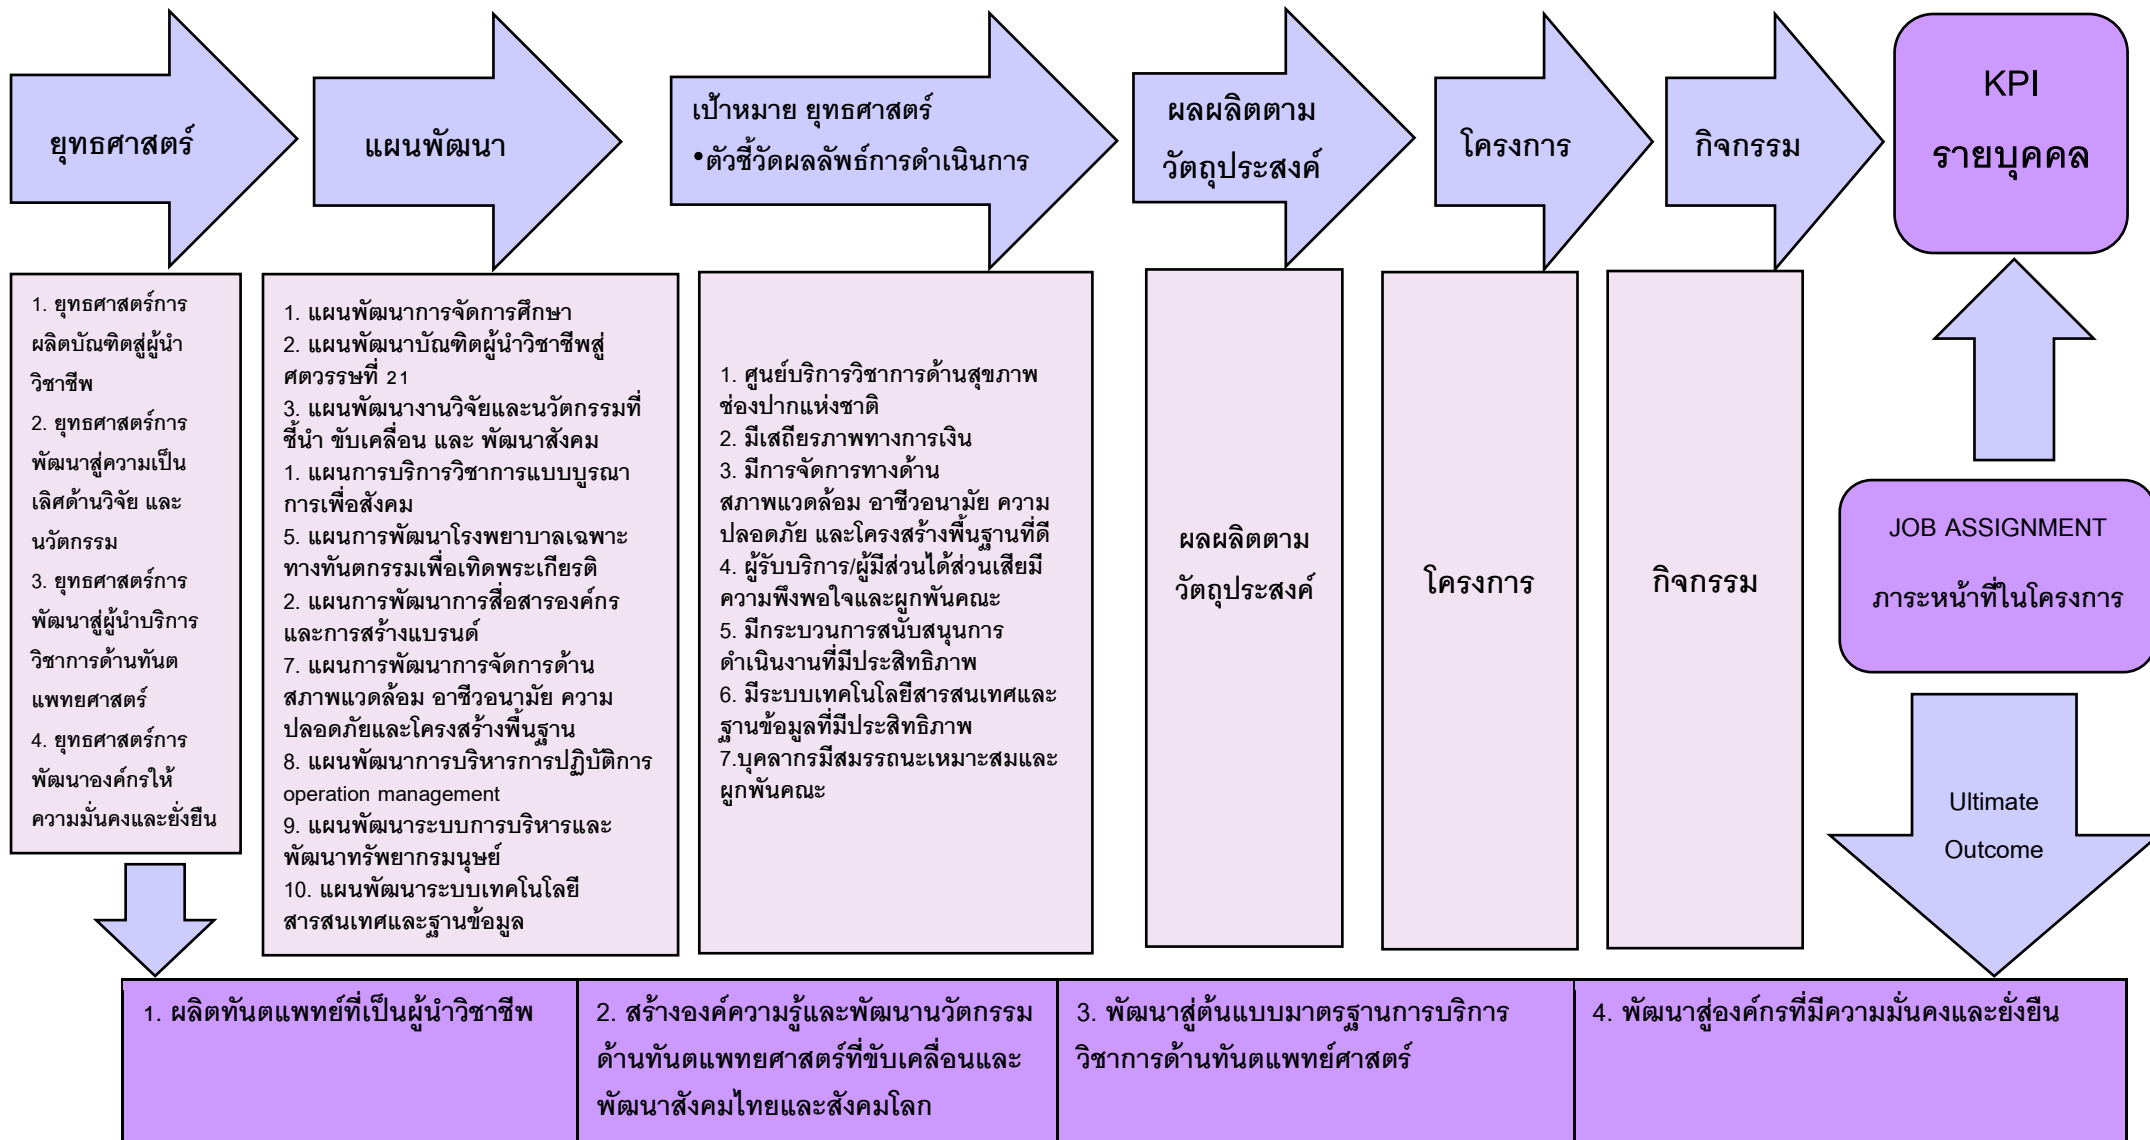 ยุทธศาสตร์
แผนพัฒนา
เป้าหมาย ยุทธศาสตร์
•ตัวชี้วัดผลลัพธ์การดำเนินการ
ผลผลิตตาม
วัตถุประสงค์
โครงการ
กิจกรรม
KPI
รายบุคคล
1. ยุทธศาสตร์การ
ผลิตบัณฑิตสู่ผู้นำ
วิชาชีพ
2. ยุทธศาสตร์การ
พัฒนาสู่ความเป็น
เลิศด้านวิจัย และ
นวัตกรรม
3. ยุทธศาสตร์การ
พัฒนาสู่ผู้นำบริการ
วิชาการด้านทันต
แพทยศาสตร์
4. ยุทธศาสตร์การ
พัฒนาองค์กรให้
ความมั่นคงและยั่งยืน
1. แผนพัฒนาการจัดการศึกษา
2. แผนพัฒนาบัณฑิตผู้นำวิชาชีพสู่
ศตวรรษที่ 21
3. แผนพัฒนางานวิจัยและนวัตกรรมที่
ชี้นำ ขับเคลื่อน และ พัฒนาสังคม
1. แผนการบริการวิชาการแบบบูรณา
การเพื่อสังคม
5. แผนการพัฒนาโรงพยาบาลเฉพาะ
ทางทันตกรรมเพื่อเทิดพระเกียรติ
2. แผนการพัฒนาการสื่อสารองค์กร
และการสร้างแบรนด์
7. แผนการพัฒนาการจัดการด้าน
สภาพแวดล้อม อาชีวอนามัย ความ
ปลอดภัยและโครงสร้างพื้นฐาน
8. แผนพัฒนาการบริหารการปฏิบัติการ
operation management
9. แผนพัฒนาระบบการบริหารและ
พัฒนาทรัพยากรมนุษย์
10. แผนพัฒนาระบบเทคโนโลยี
สารสนเทศและฐานข้อมูล
1. ศูนย์บริการวิชาการด้านสุขภาพ
ช่องปากแห่งชาติ
2. มีเสถียรภาพทางการเงิน
3. มีการจัดการทางด้าน
สภาพแวดล้อม อาชีวอนามัย ความ
ปลอดภัย และโครงสร้างพื้นฐานที่ดี
4. ผู้รับบริการ/ผู้มีส่วนได้ส่วนเสียมี
ความพึงพอใจและผูกพันคณะ
5. มีกระบวนการสนับสนุนการ
ดำเนินงานที่มีประสิทธิภาพ
6. มีระบบเทคโนโลยีสารสนเทศและ
ฐานข้อมูลที่มีประสิทธิภาพ
7.บุคลากรมีสมรรถนะเหมาะสมและ
ผูกพันคณะ
ผลผลิตตาม
วัตถุประสงค์
โครงการ
กิจกรรม
JOB ASSIGNMENT
ภาระหน้าที่ในโครงการ
Ultimate
Outcome
1. ผลิตทันตแพทย์ที่เป็นผู้นำวิชาชีพ
2. สร้างองค์ความรู้และพัฒนานวัตกรรม
ด้านทันตแพทยศาสตร์ที่ขับเคลื่อนและ
พัฒนาสังคมไทยและสังคมโลก
3. พัฒนาสู่ต้นแบบมาตรฐานการบริการ
วิชาการด้านทันตแพทย์ศาสตร์
4. พัฒนาสู่องค์กรที่มีความมั่นคงและยั่งยืน